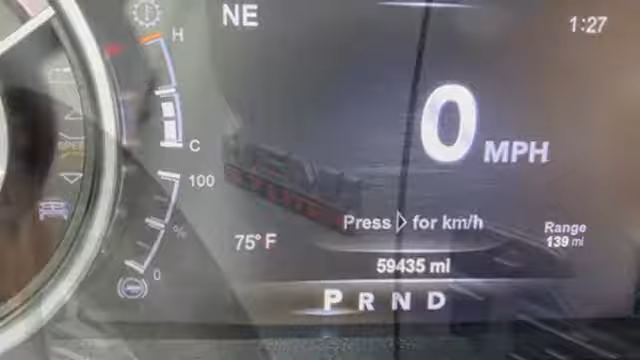 NE
1:27
H
0 MPH
C
100
Press ▷ for km/h
Range
139 mi
75° F
%
0
59435 mi
P R N D